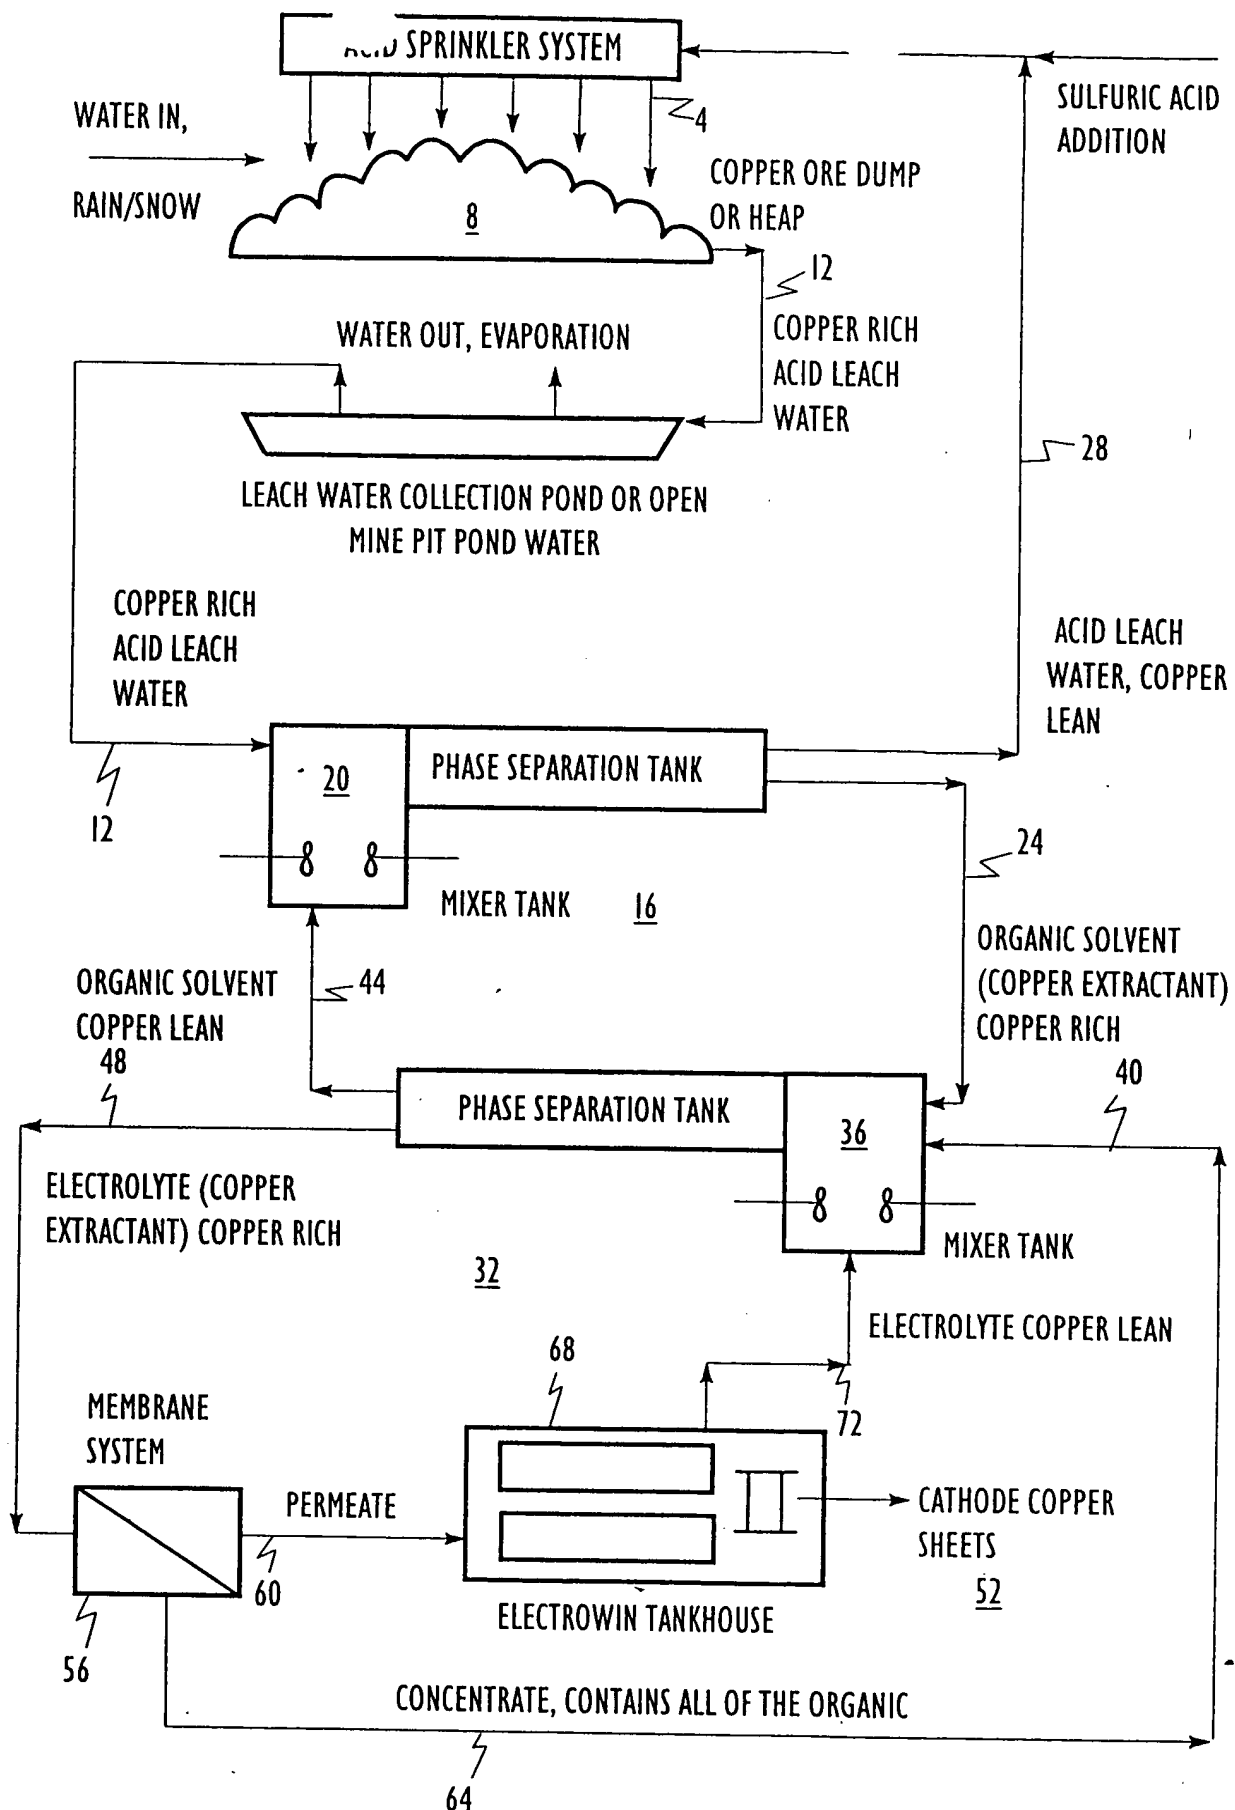 SPRINKLER SYSTEM
WATER IN,
RAIN/SNOW
4
SULFURIC ACID
ADDITION
COPPER ORE DUMP
OR HEAP
8
12
WATER OUT, EVAPORATION
COPPER RICH
ACID LEACH
WATER
28
LEACH WATER COLLECTION POND OR OPEN
MINE PIT POND WATER
COPPER RICH
ACID LEACH
WATER
ACID LEACH
WATER, COPPER
LEAN
12
20
PHASE SEPARATION TANK
24
MIXER TANK
16
ORGANIC SOLVENT
COPPER LEAN
44
ORGANIC SOLVENT
(COPPER EXTRACTANT)
COPPER RICH
48
40
PHASE SEPARATION TANK
36
ELECTROLYTE (COPPER
EXTRACTANT) COPPER RICH
MIXER TANK
32
ELECTROLYTE COPPER LEAN
68
72
MEMBRANE
SYSTEM
PERMEATE
60
CATHODE COPPER
SHEETS
52
56
ELECTROWIN TANKHOUSE
CONCENTRATE, CONTAINS ALL OF THE ORGANIC
64